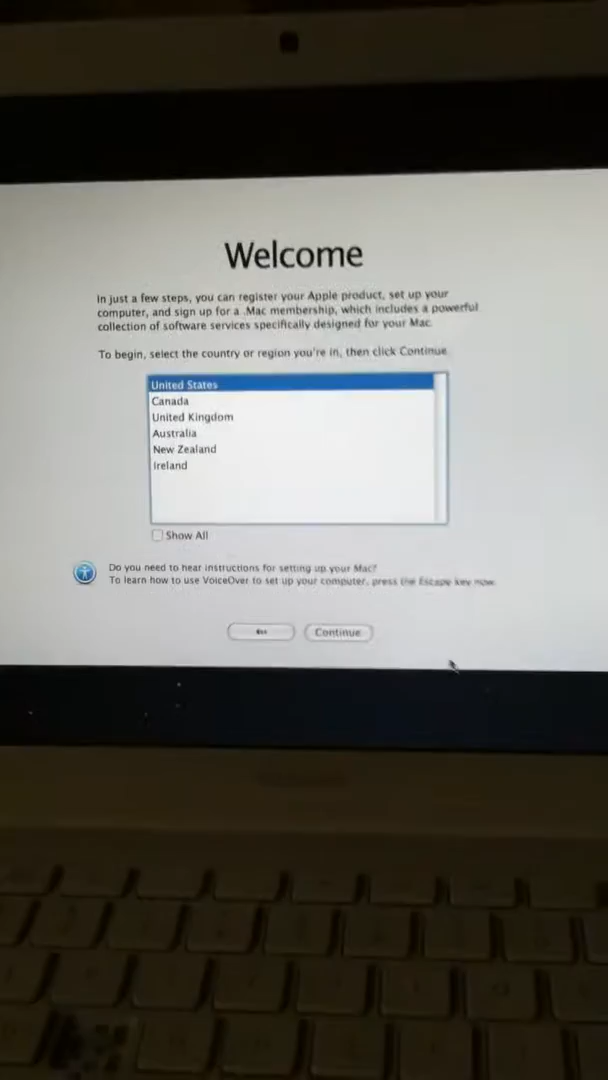 Welcome
In just a few steps, you can register your Apple product, set up your
computer, and sign up for a .Mac membership, which includes a powerful
collection of software services specifically designed for your Mac.
To begin, select the country or region you're in, then click Continue.
United States
Canada
United Kingdom
Australia
New Zealand
Ireland
Show All
Do you need to hear instructions for setting up your Mac?
To learn how to use VoiceOver to set up your computer, press the Escape key now.
Continue